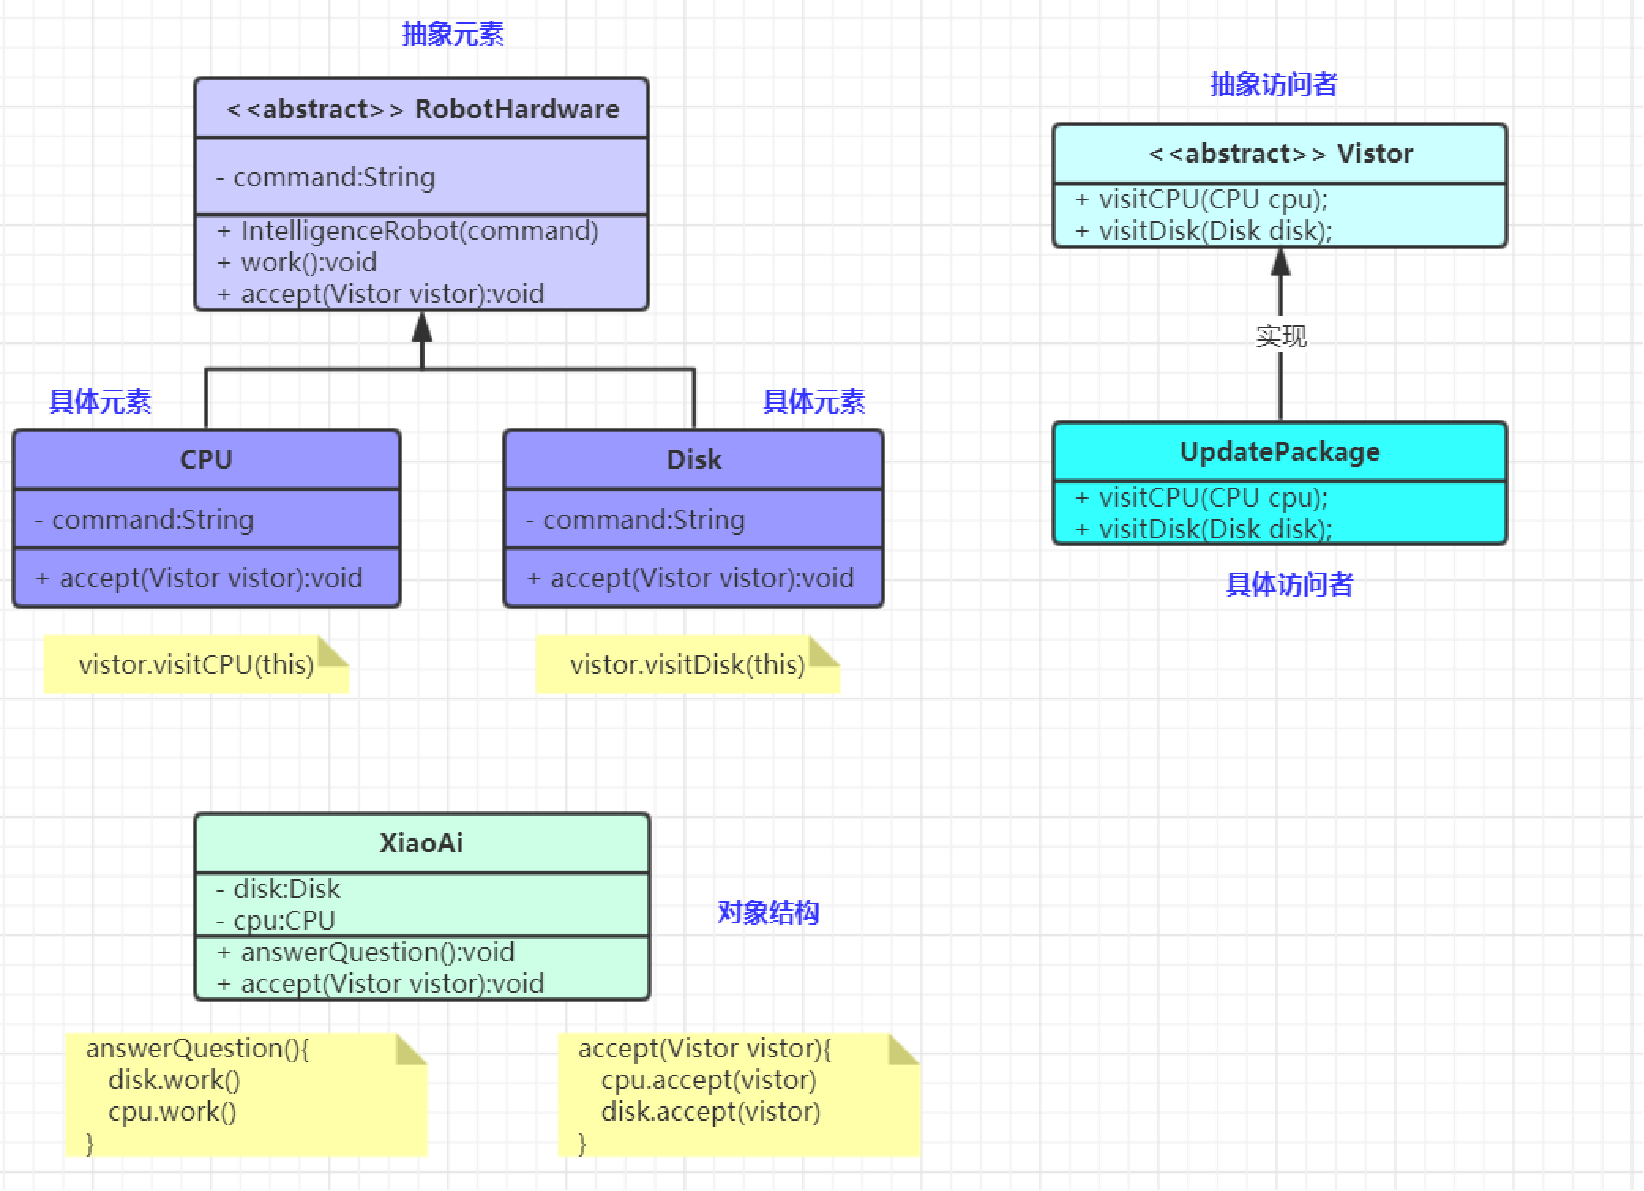 抽象元素
<<abstract>> RobotHardware
- command:String
+ IntelligenceRobot(command)
+ work():void
+ accept(Vistor vistor):void
抽象访问者
<<abstract>> Vistor
+ visitCPU(CPU cpu);
+ visitDisk(Disk disk);
实现
具体元素
CPU
- command:String
+ accept(Vistor vistor):void
vistor.visitCPU(this)
具体元素
Disk
- command:String
+ accept(Vistor vistor):void
vistor.visitDisk(this)
UpdatePackage
+ visitCPU(CPU cpu);
+ visitDisk(Disk disk);
具体访问者
XiaoAi
- disk:Disk
- cpu:CPU
+ answerQuestion():void
+ accept(Vistor vistor):void
对象结构
answerQuestion(){
disk.work()
cpu.work()
}
accept(Vistor vistor){
cpu.accept(vistor)
disk.accept(vistor)
}